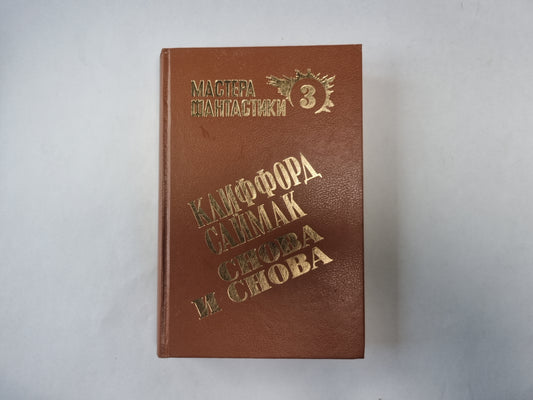 МАСТЕРА
ФАНТАСТИКИ
3
КЛИФФОРД
САЙМАК
СНОВА
И СНОВА